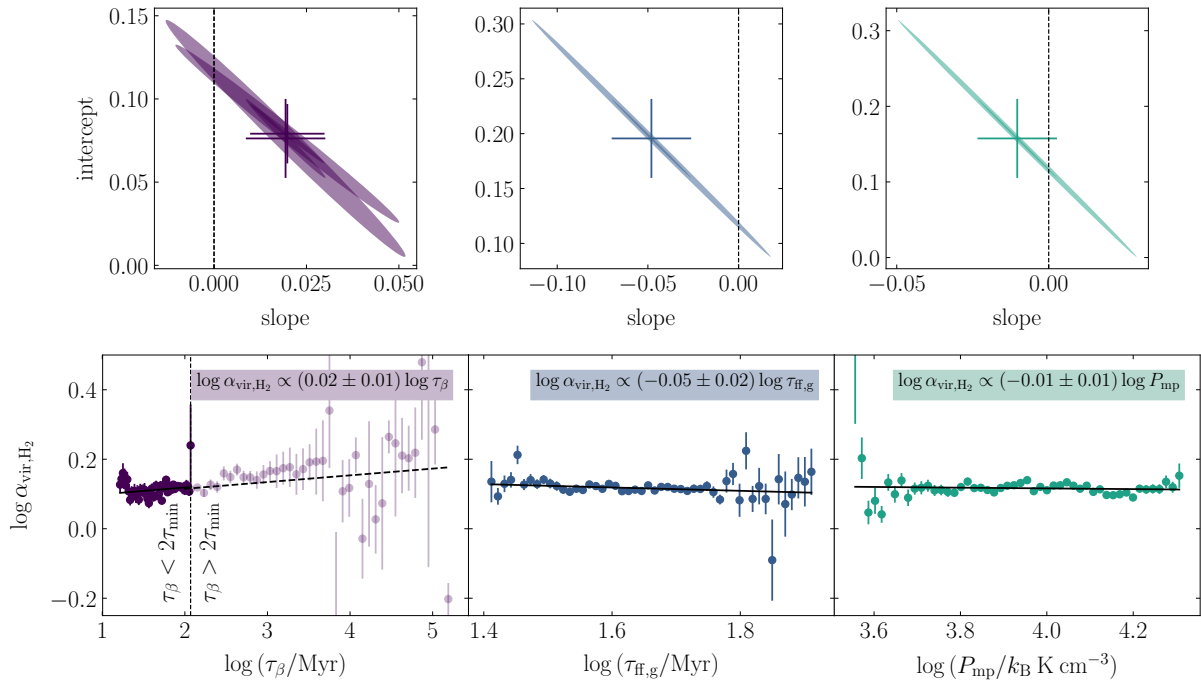 0.15
0.10
0.05
0.00
intercept
0.000
0.025
0.050
slope
0.30
0.25
0.20
0.15
0.10
−0.10
−0.05
0.00
slope
0.3
0.2
0.1
0.0
−0.05
0.00
slope
0.4
0.2
0.0
−0.2
log α_vir,H₂
log α_vir,H₂ ∝ (0.02 ± 0.01) log τ_β
τ_β < 2τ_min
τ_β > 2τ_min
1
2
3
4
5
log (τ_β/Myr)
log α_vir,H₂ ∝ (−0.05 ± 0.02) log τ_ff,g
1.4
1.6
1.8
log (τ_ff,g/Myr)
log α_vir,H₂ ∝ (−0.01 ± 0.01) log P_mp
3.6
3.8
4.0
4.2
log (P_mp/k_B K cm⁻³)